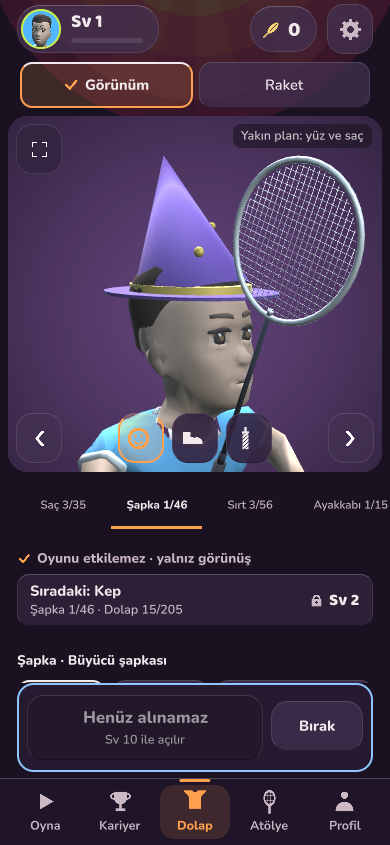 Sv 1
0
Görünüm
Raket
Yakın plan: yüz ve saç
Saç 3/35
Şapka 1/46
Sırt 3/56
Ayakkabı 1/15
Oyunu etkilemez · yalnız görünüş
Sıradaki: Kep
Şapka 1/46 · Dolap 15/205
Sv 2
Şapka · Büyücü şapkası
Henüz alınamaz
Sv 10 ile açılır
Bırak
Oyna
Kariyer
Dolap
Atölye
Profil